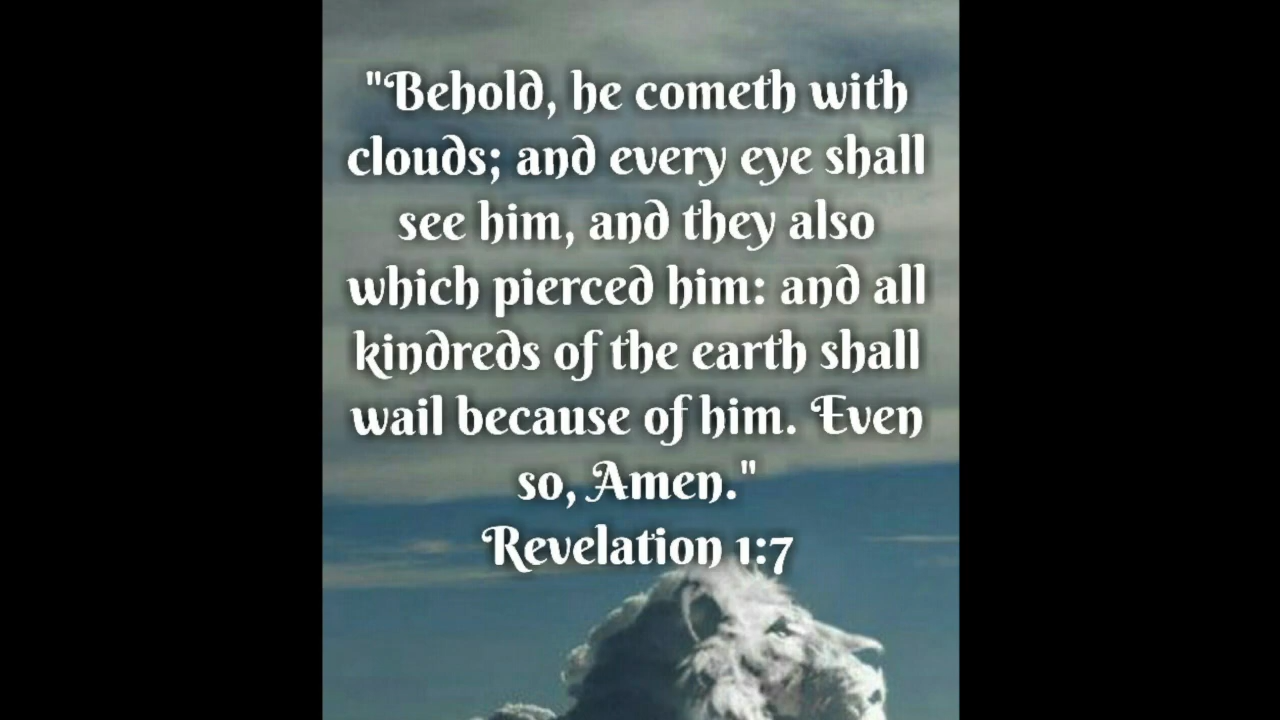 "Behold, he cometh with
clouds; and every eye shall
see him, and they also
which pierced him: and all
kindreds of the earth shall
wail because of him. Even
so, Amen."
Revelation 1:7